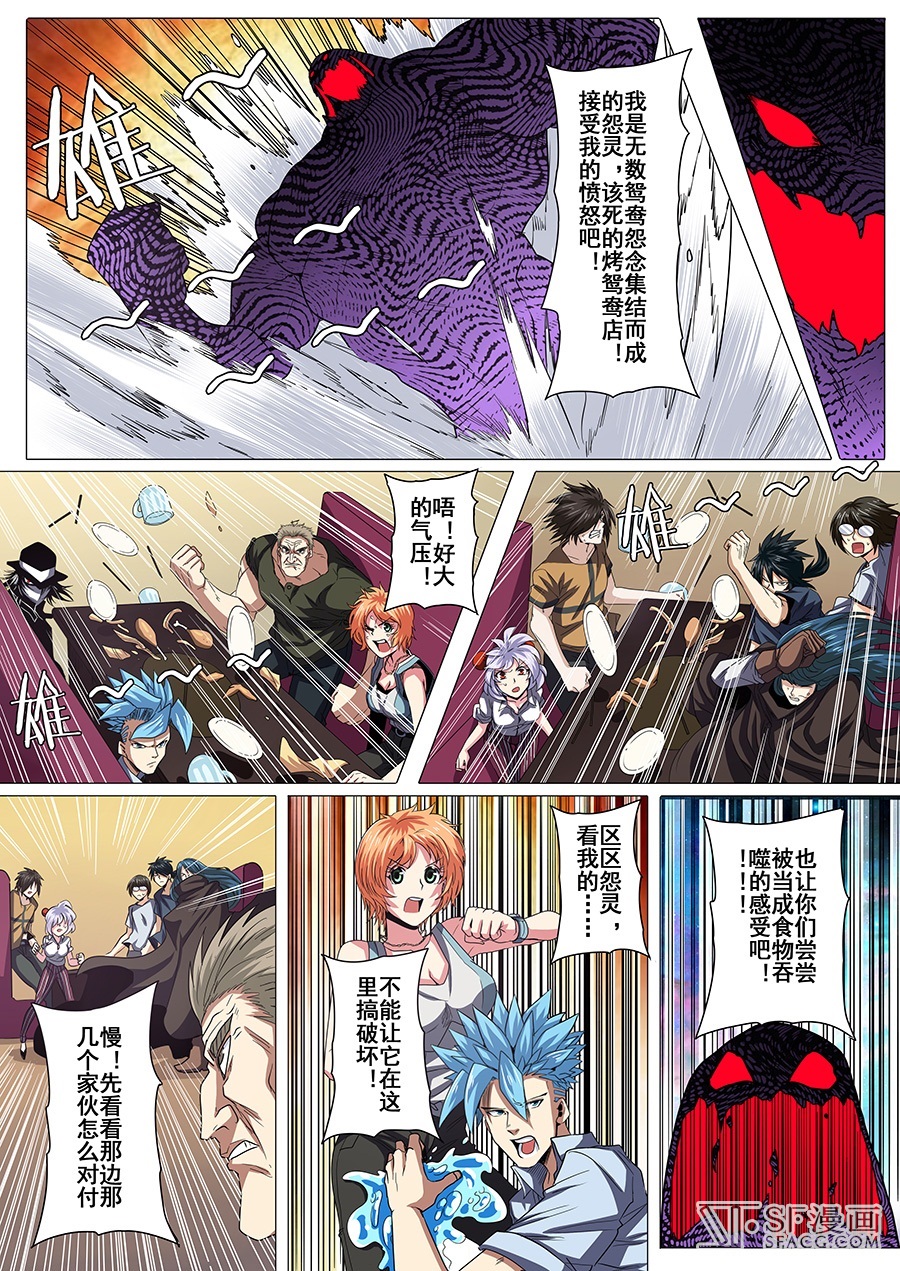 我是无数鸳鸯怨念集结而成
的怨灵，该死的烤鸳鸯店！
接受我的愤怒吧！
雄
唔！好大
的气压！
雄
雄
也让你们尝尝
被当成食物吞
噬的感受吧！
！！
区区怨灵，
看我的……
不能让它在这
里搞破坏！
慢！先看看那边那
几个家伙怎么对付
SF漫画
SFACG.COM